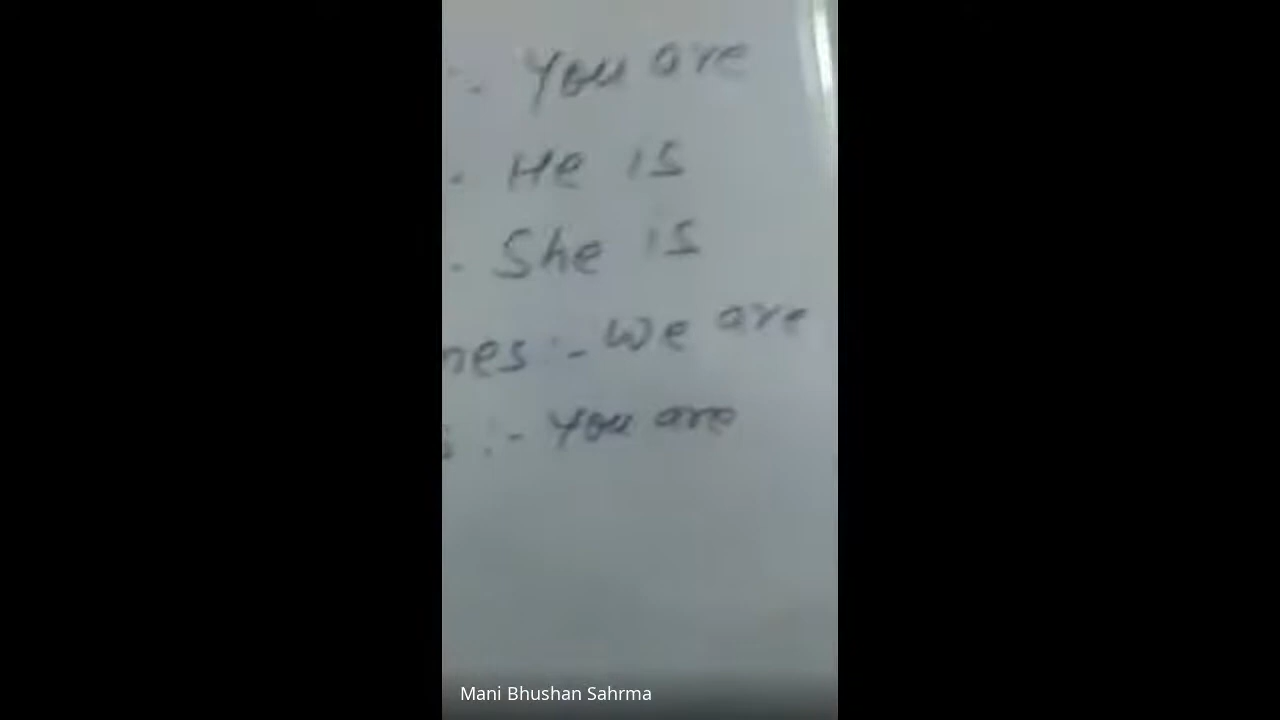 :- You are
- He is
- She is
nes :- We are
s :- You are
Mani Bhushan Sahrma